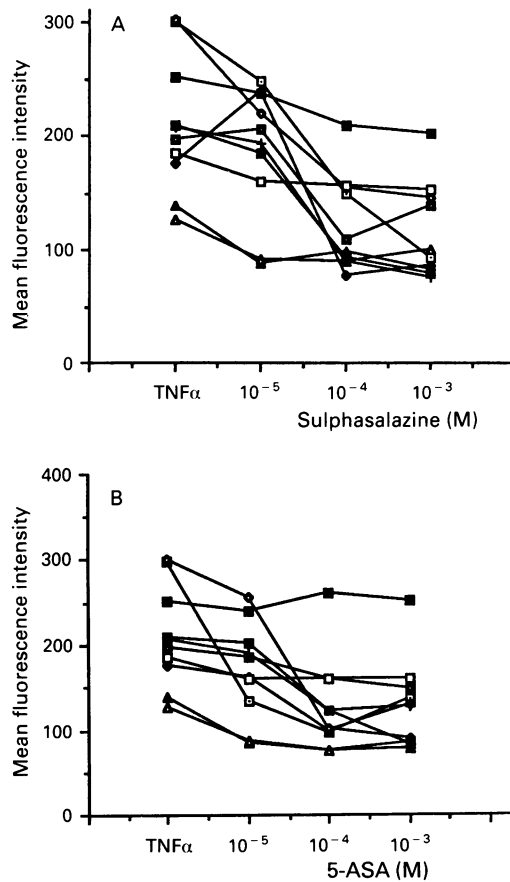 A
Mean fluorescence intensity
300
200
100
0
TNFα 10⁻⁵ 10⁻⁴ 10⁻³
Sulphasalazine (M)
B
Mean fluorescence intensity
400
300
200
100
0
TNFα 10⁻⁵ 10⁻⁴ 10⁻³
5-ASA (M)